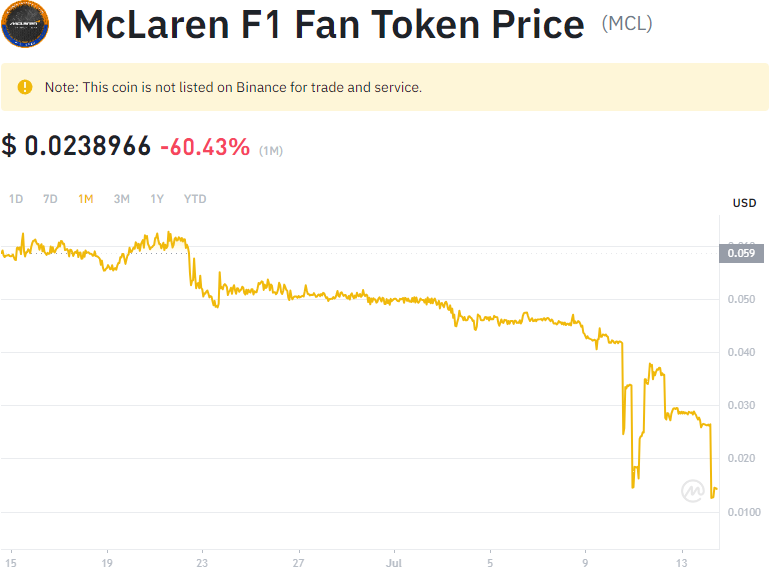 McLaren F1 Fan Token Price (MCL)
Note: This coin is not listed on Binance for trade and service.
$ 0.0238966 -60.43% (1M)
1D 7D 1M 3M 1Y YTD
USD
0.059
0.050
0.040
0.030
0.020
0.0100
15 19 23 27 Jul 5 9 13